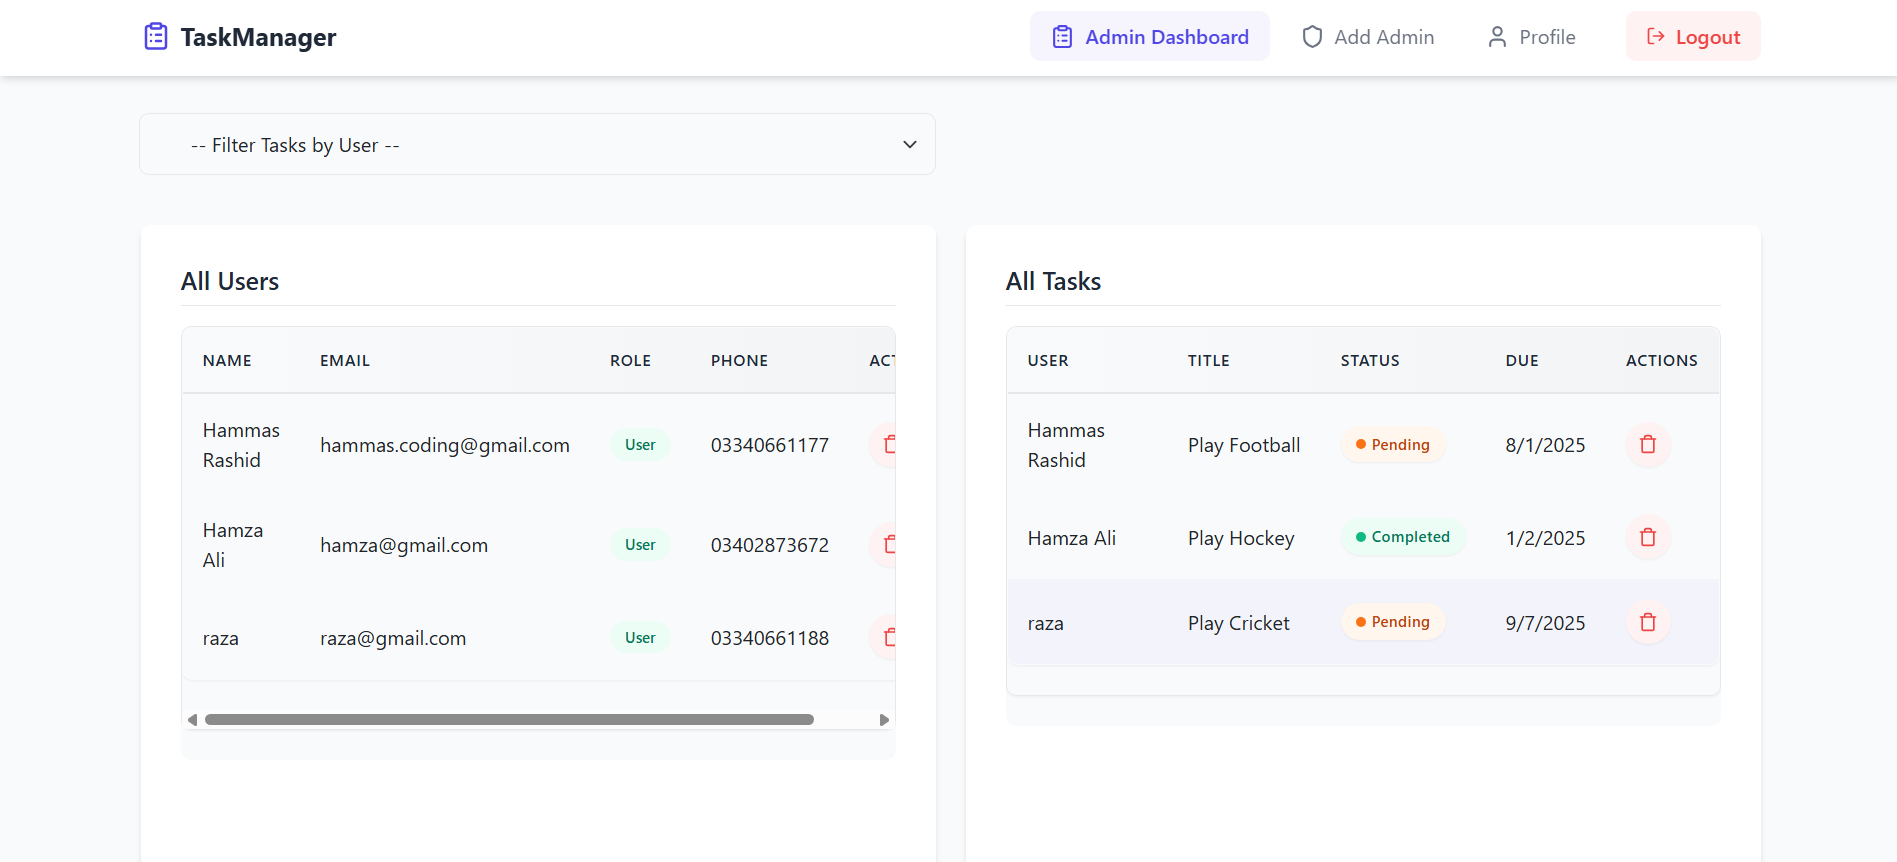 TaskManager
Admin Dashboard
Add Admin
Profile
Logout
-- Filter Tasks by User --
All Users
NAME EMAIL ROLE PHONE ACT
Hammas
Rashid
hammas.coding@gmail.com User 03340661177
Hamza
Ali
hamza@gmail.com User 03402873672
raza raza@gmail.com User 03340661188
All Tasks
USER TITLE STATUS DUE ACTIONS
Hammas
Rashid
Play Football Pending 8/1/2025
Hamza Ali Play Hockey Completed 1/2/2025
raza Play Cricket Pending 9/7/2025